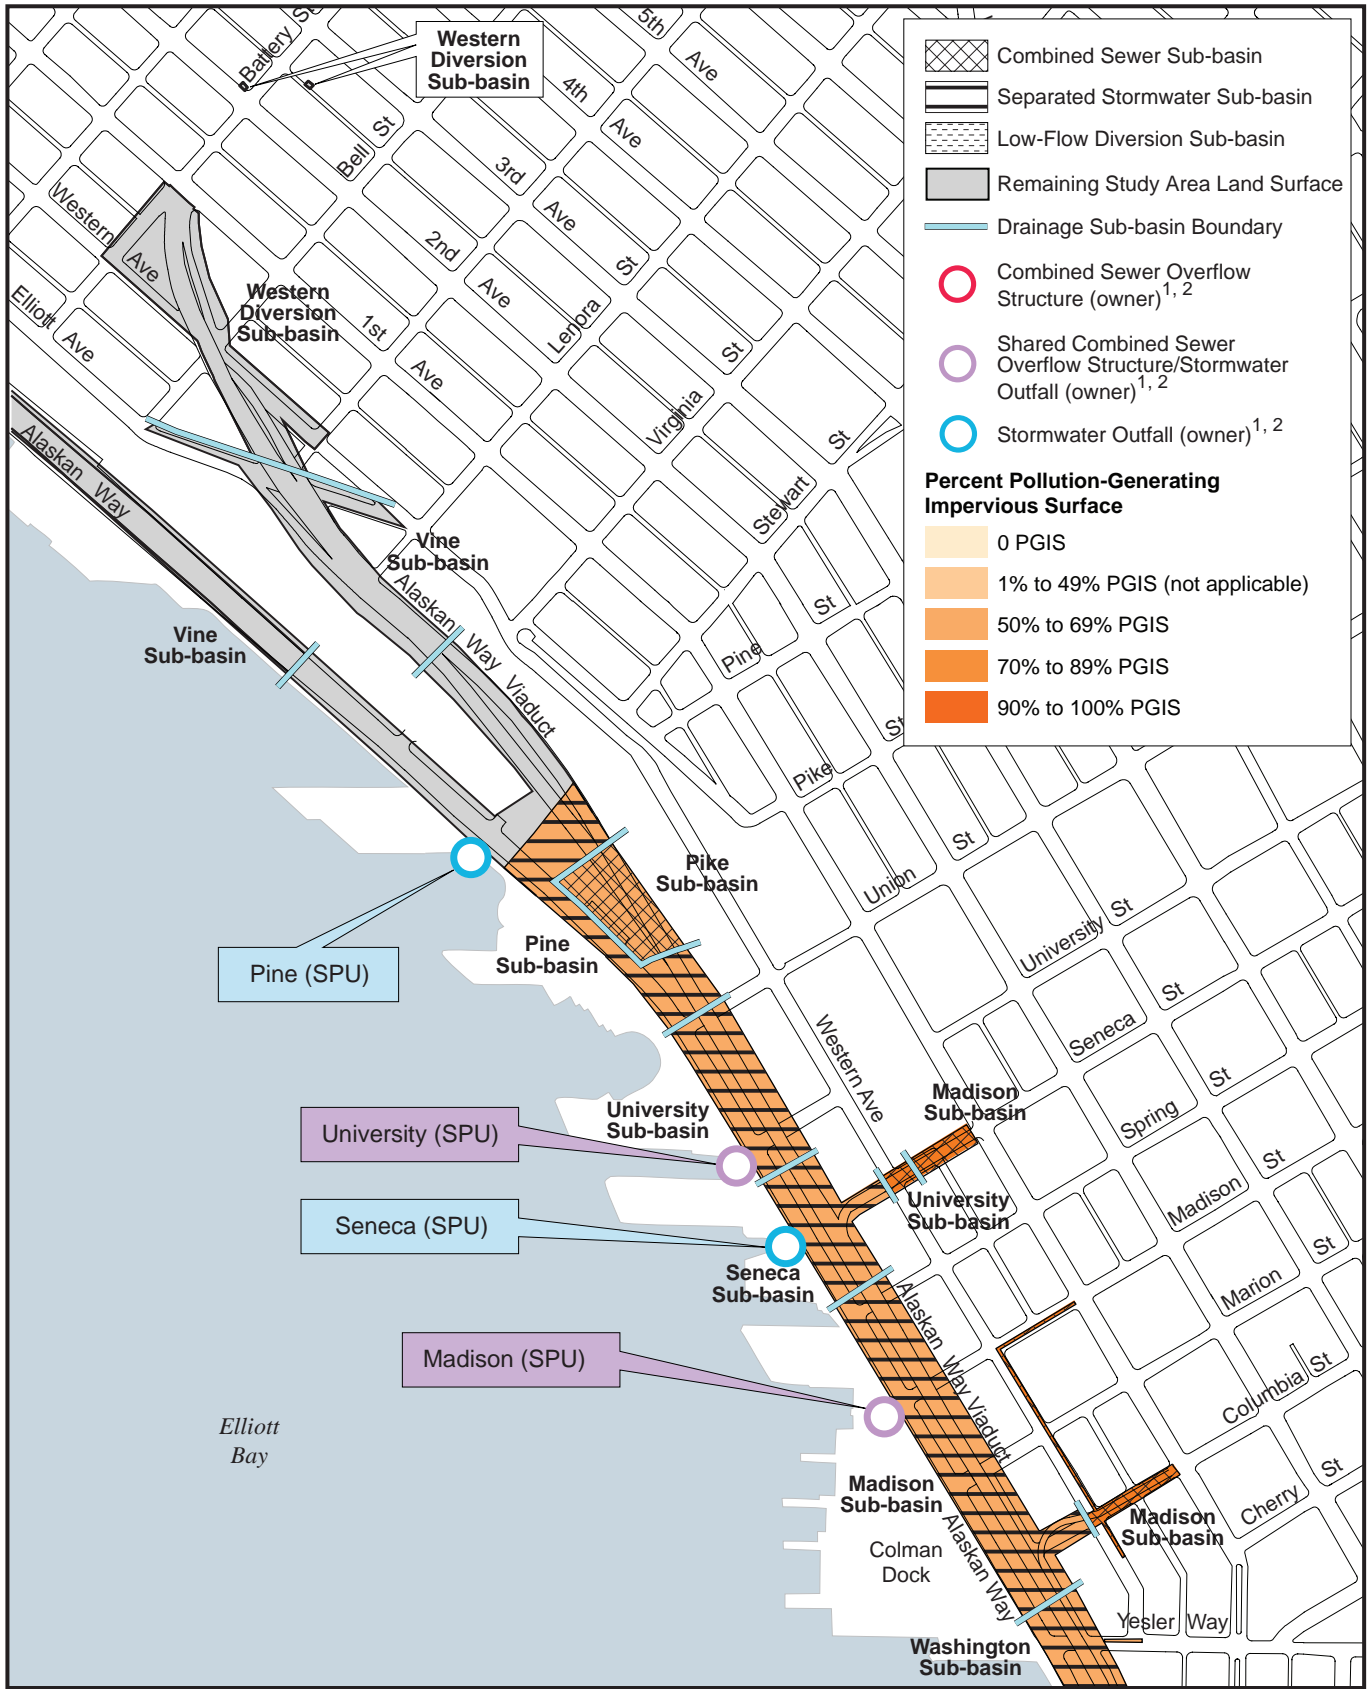 Western
Diversion
Sub-basin
Battery St
Bell St
5th Ave
4th Ave
3rd Ave
2nd Ave
1st Ave
Western Ave
Elliott Ave
Lenora St
Virginia St
Stewart St
Pine St
Pike St
Union St
University St
Seneca St
Spring St
Madison St
Marion St
Columbia St
Cherry St
Yesler Way
Western Ave
Western
Diversion
Sub-basin
Alaskan Way
Vine
Sub-basin
Vine
Sub-basin
Alaskan Way Viaduct
Pike
Sub-basin
Pine
Sub-basin
Pine (SPU)
University
Sub-basin
University (SPU)
Madison
Sub-basin
University
Sub-basin
Seneca (SPU)
Seneca
Sub-basin
Alaskan Way Viaduct
Madison (SPU)
Elliott
Bay
Madison
Sub-basin
Colman
Dock
Alaskan Way
Madison
Sub-basin
Washington
Sub-basin
Combined Sewer Sub-basin
Separated Stormwater Sub-basin
Low-Flow Diversion Sub-basin
Remaining Study Area Land Surface
Drainage Sub-basin Boundary
Combined Sewer Overflow
Structure (owner)1, 2
Shared Combined Sewer
Overflow Structure/Stormwater
Outfall (owner)1, 2
Stormwater Outfall (owner)1, 2
Percent Pollution-Generating
Impervious Surface
0 PGIS
1% to 49% PGIS (not applicable)
50% to 69% PGIS
70% to 89% PGIS
90% to 100% PGIS